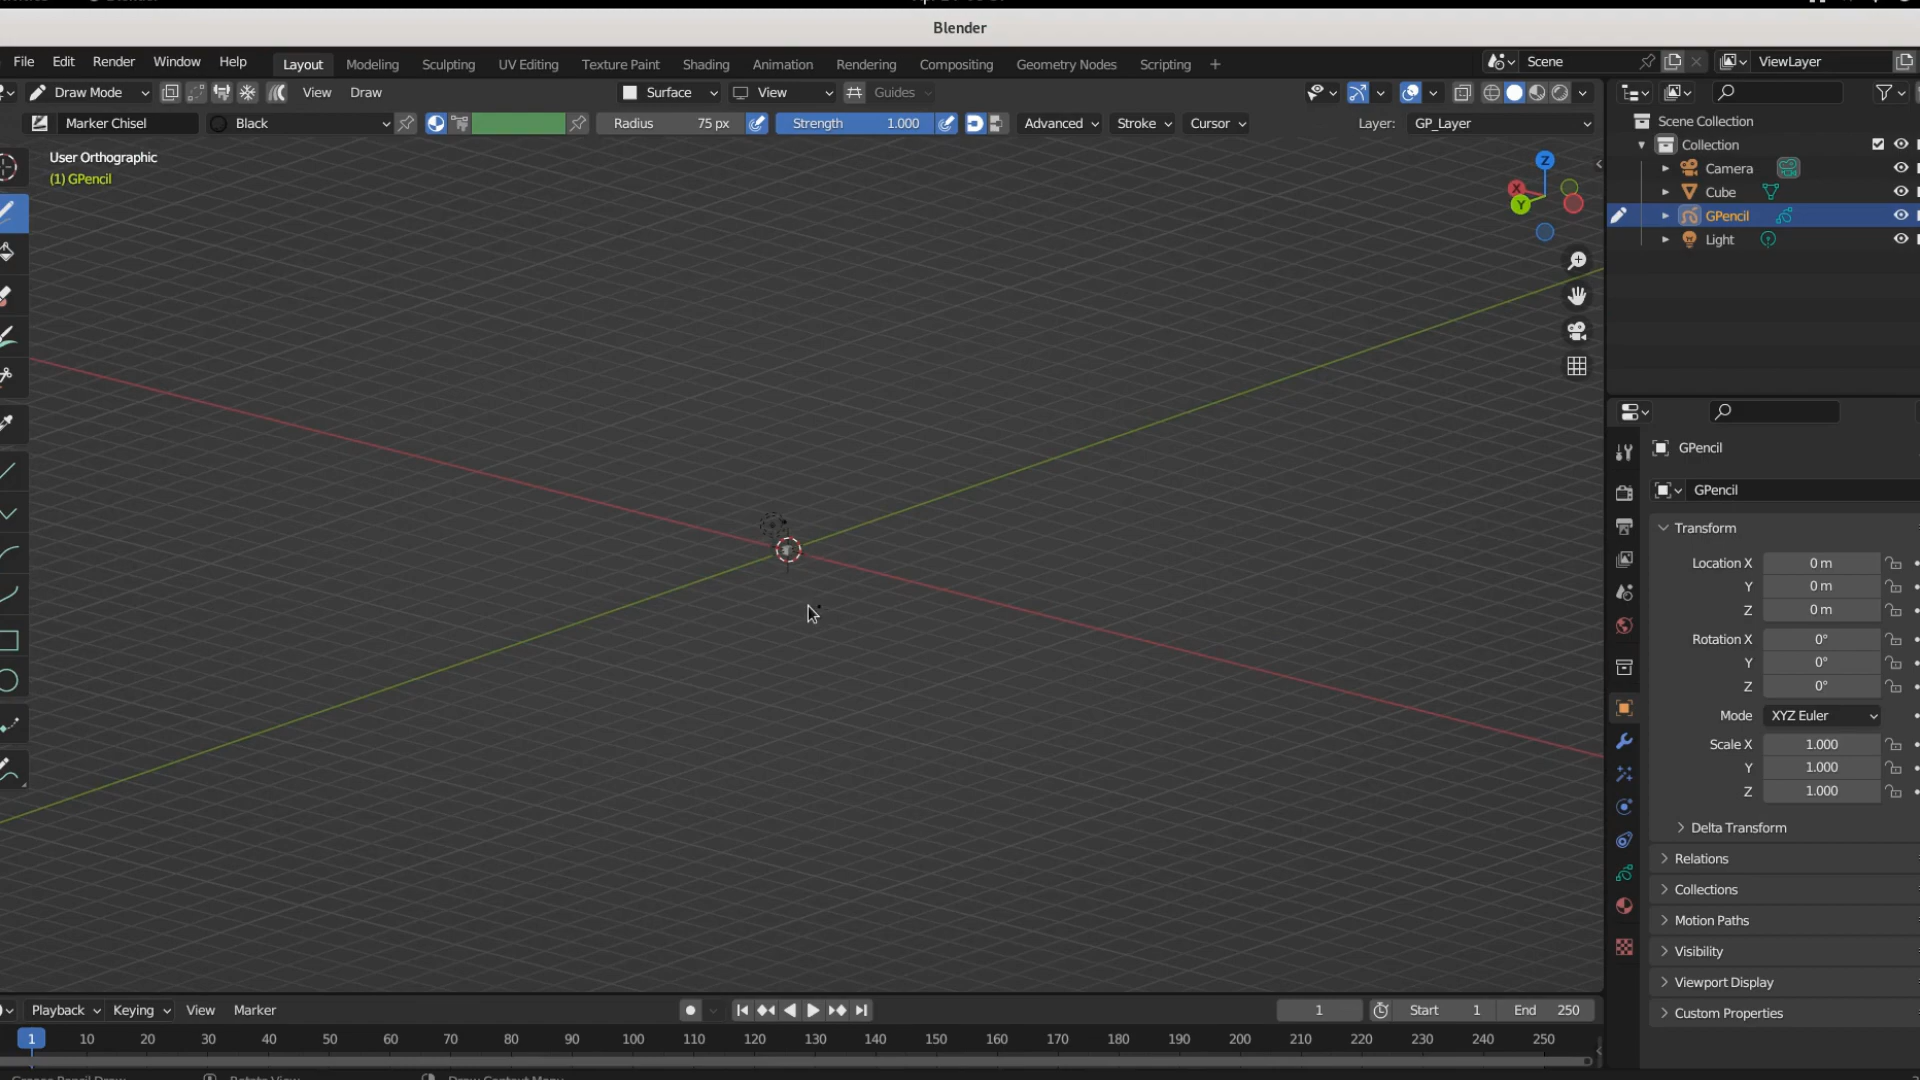 Blender
File Edit Render Window Help Layout Modeling Sculpting UV Editing Texture Paint Shading Animation Rendering Compositing Geometry Nodes Scripting + Scene ViewLayer
Draw Mode View Draw Surface View Guides
Marker Chisel Black Radius 75 px Strength 1.000 Advanced Stroke Cursor Layer: GP_Layer
User Orthographic
(1) GPencil
Z
X
Y
Scene Collection
Collection
Camera
Cube
GPencil
Light
GPencil
GPencil
Transform
Location X 0 m
Y 0 m
Z 0 m
Rotation X 0°
Y 0°
Z 0°
Mode XYZ Euler
Scale X 1.000
Y 1.000
Z 1.000
Delta Transform
Relations
Collections
Motion Paths
Visibility
Viewport Display
Custom Properties
Playback Keying View Marker 1 Start 1 End 250
1 10 20 30 40 50 60 70 80 90 100 110 120 130 140 150 160 170 180 190 200 210 220 230 240 250